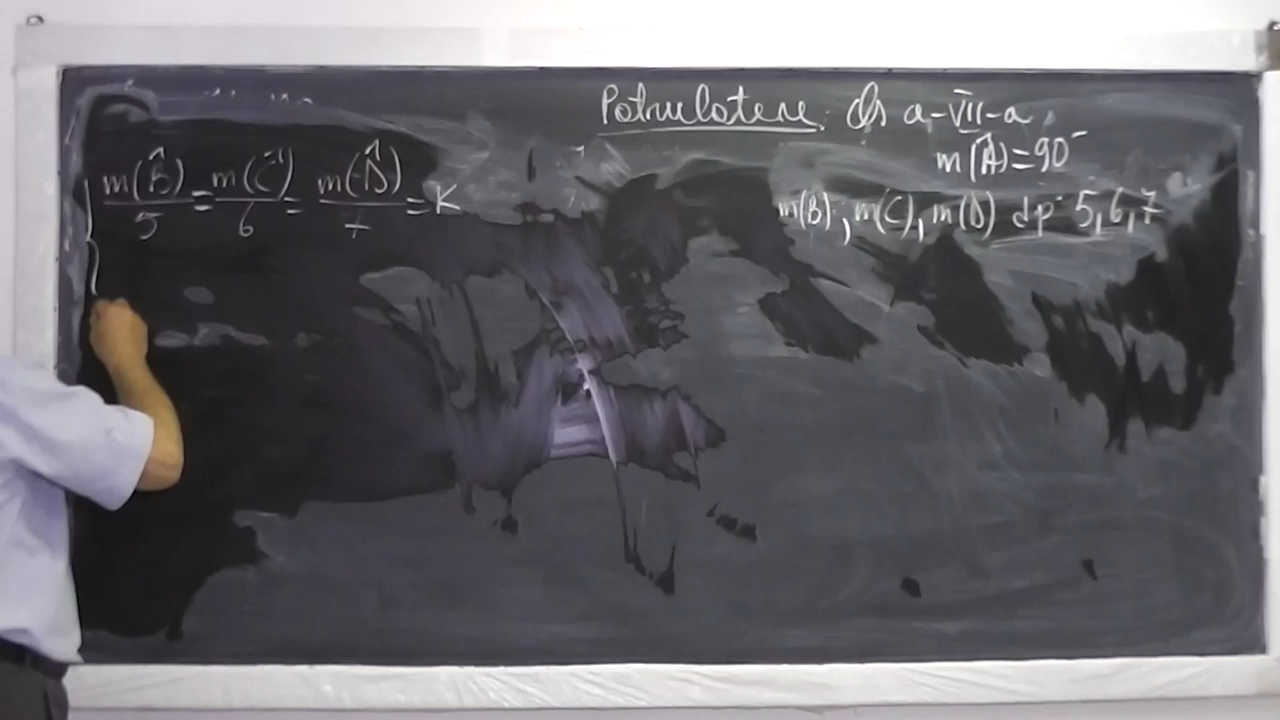 Patrulatere. Cls a-VII-a
m(Â)=90°
m(B̂)/5 = m(Ĉ)/6 = m(D̂)/7 = K
m(B), m(C), m(D) dp 5,6,7